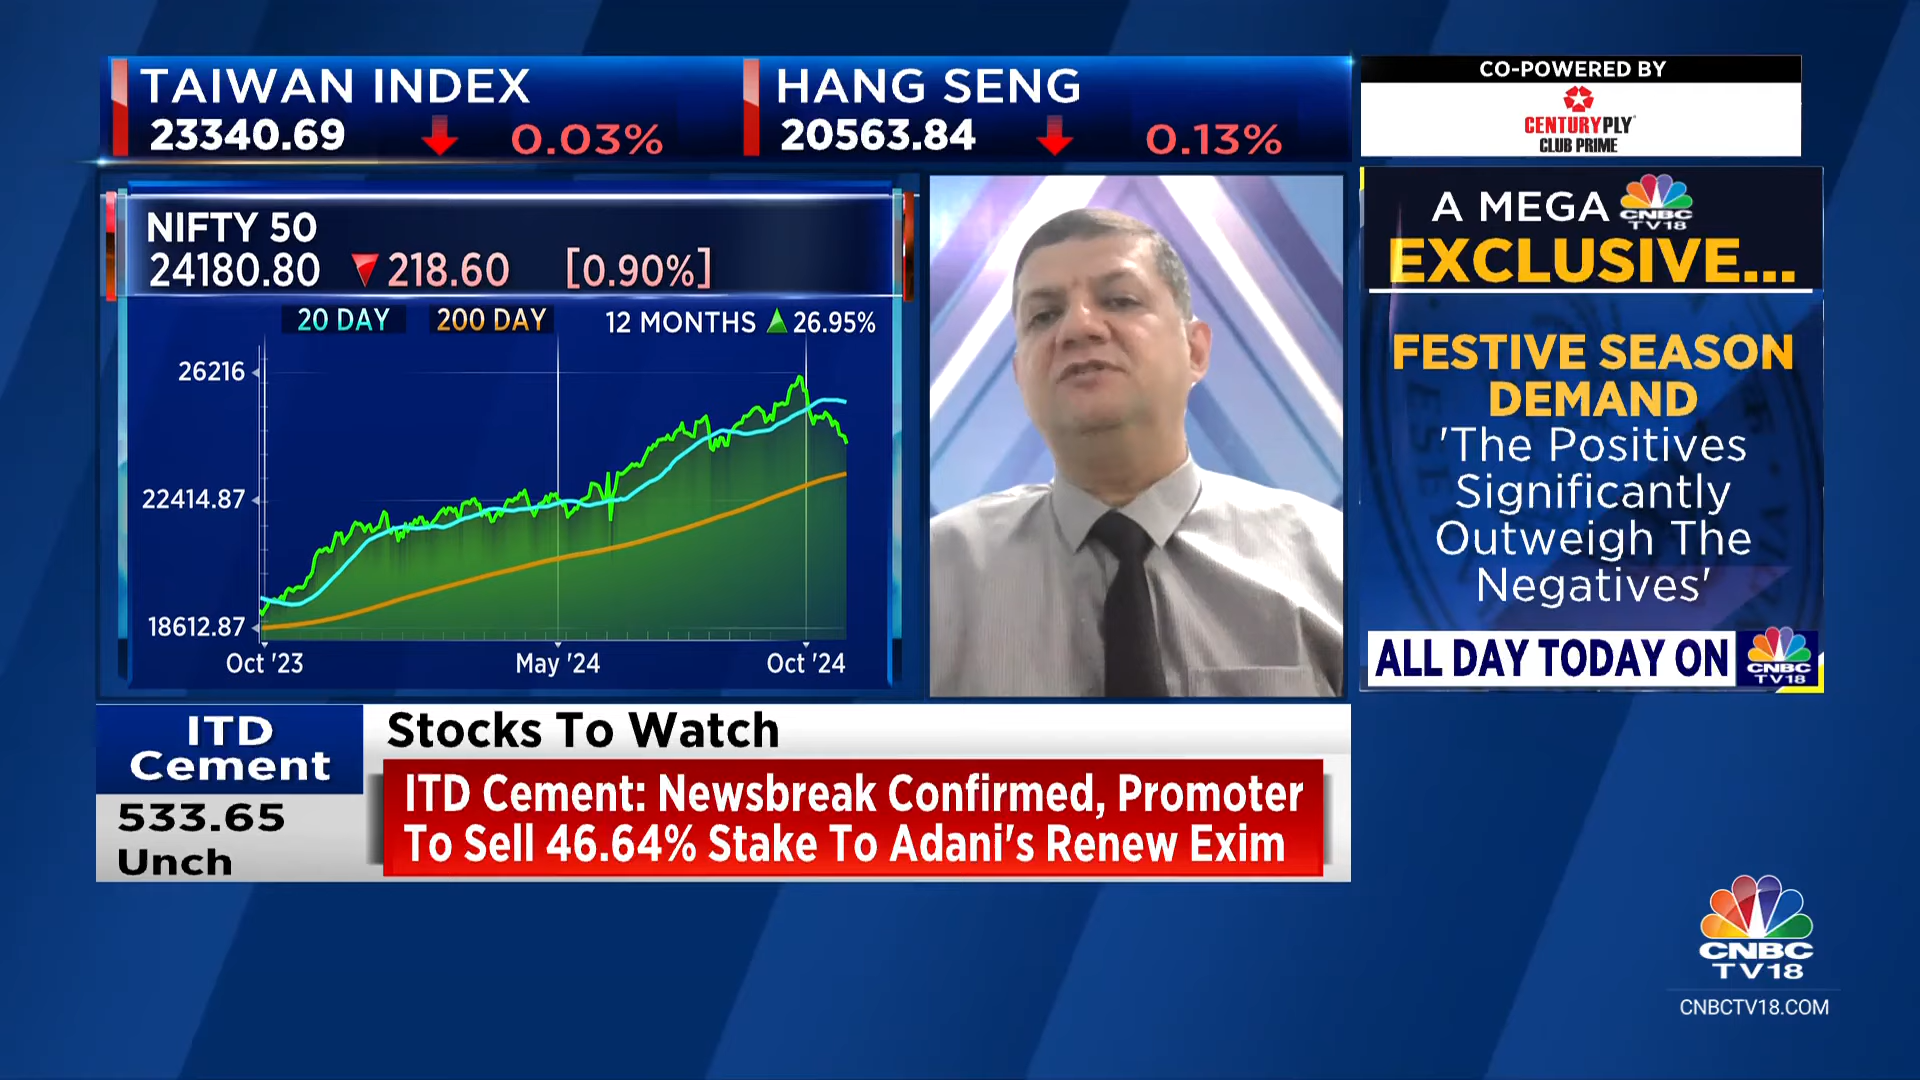 TAIWAN INDEX
23340.69 0.03%
HANG SENG
20563.84 0.13%
CO-POWERED BY
CENTURYPLY
CLUB PRIME
NIFTY 50
24180.80 218.60 [0.90%]
20 DAY 200 DAY 12 MONTHS 26.95%
26216
22414.87
18612.87
Oct '23 May '24 Oct '24
A MEGA CNBC TV18
EXCLUSIVE...
FESTIVE SEASON
DEMAND
'The Positives
Significantly
Outweigh The
Negatives'
ALL DAY TODAY ON CNBC TV18
ITD
Cement
533.65
Unch
Stocks To Watch
ITD Cement: Newsbreak Confirmed, Promoter
To Sell 46.64% Stake To Adani's Renew Exim
CNBC
TV18
CNBCTV18.COM